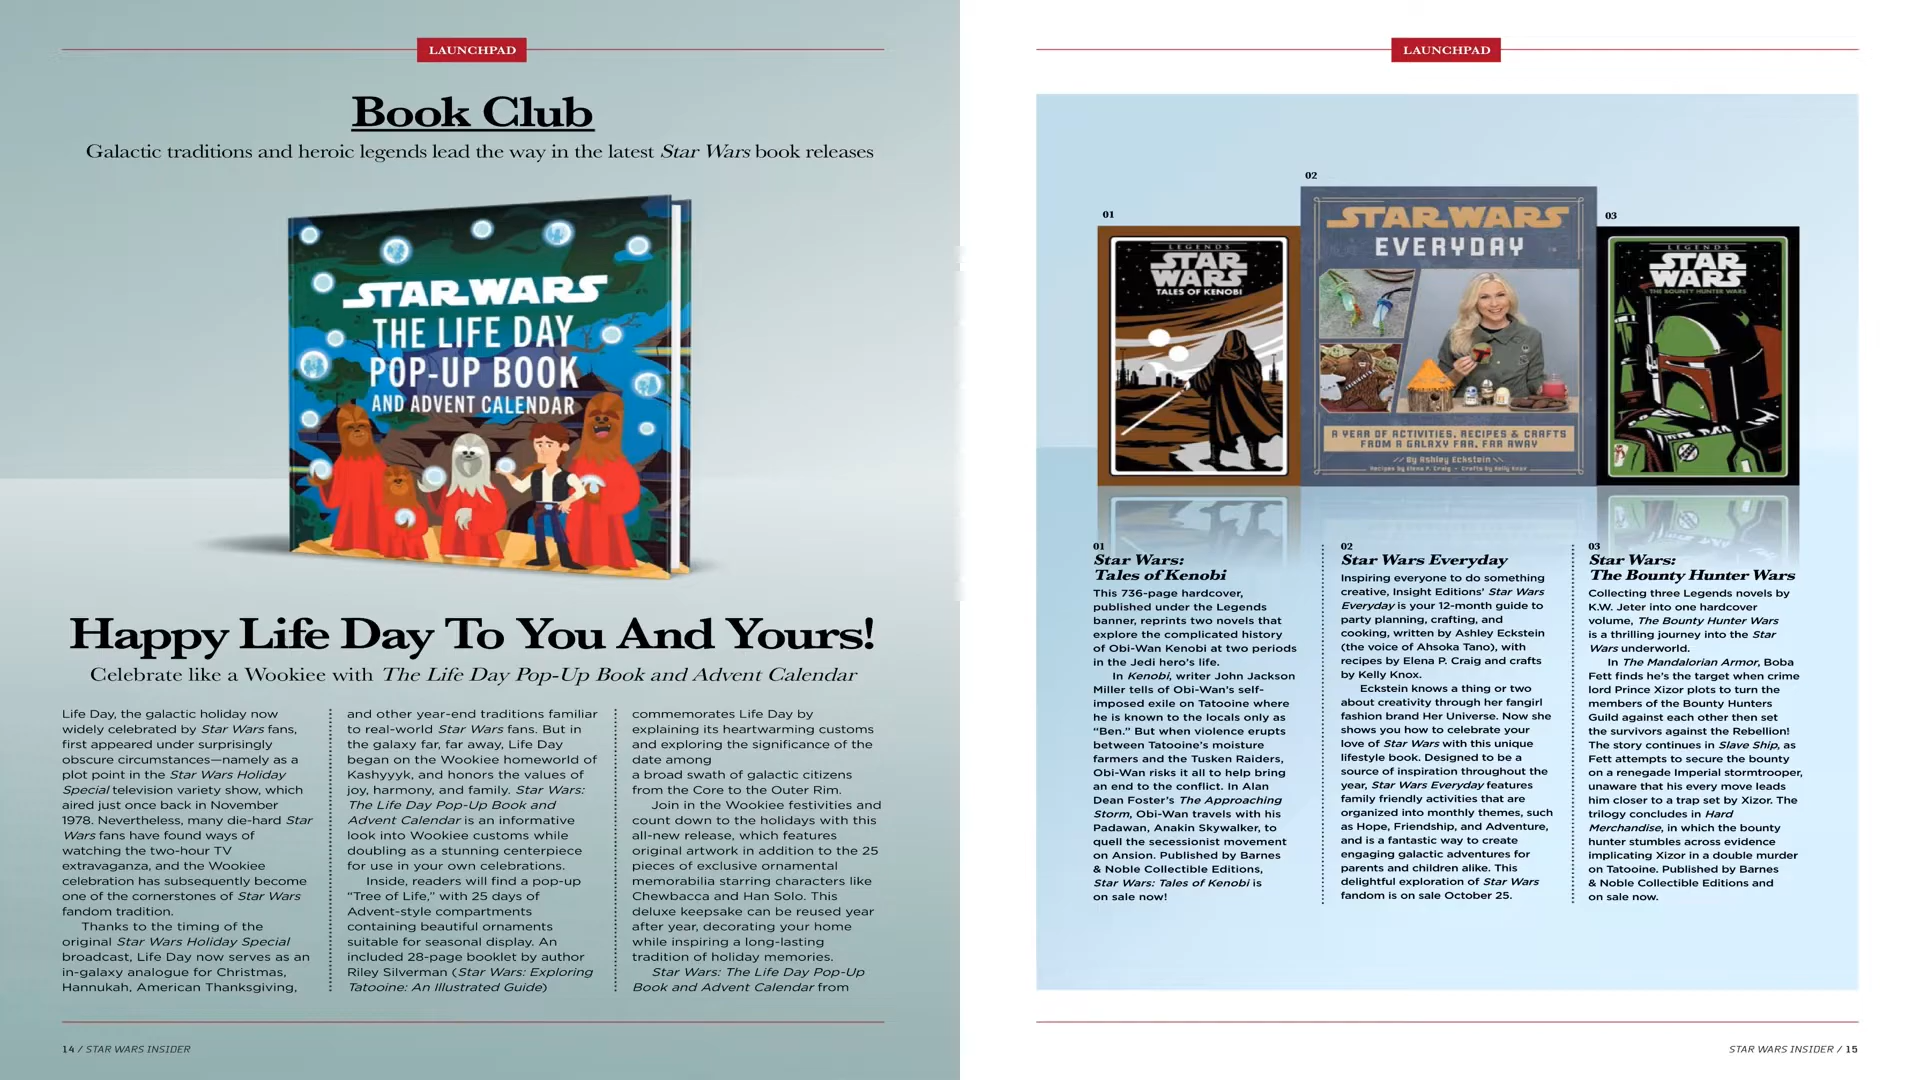 LAUNCHPAD
Book Club
Galactic traditions and heroic legends lead the way in the latest Star Wars book releases
STAR WARS
THE LIFE DAY
POP-UP BOOK
AND ADVENT CALENDAR
Happy Life Day To You And Yours!
Celebrate like a Wookiee with The Life Day Pop-Up Book and Advent Calendar
Life Day, the galactic holiday now
widely celebrated by Star Wars fans,
first appeared under surprisingly
obscure circumstances—namely as a
plot point in the Star Wars Holiday
Special television variety show, which
aired just once back in November
1978. Nevertheless, many die-hard Star
Wars fans have found ways of
watching the two-hour TV
extravaganza, and the Wookiee
celebration has subsequently become
one of the cornerstones of Star Wars
fandom tradition.
Thanks to the timing of the
original Star Wars Holiday Special
broadcast, Life Day now serves as an
in-galaxy analogue for Christmas,
Hannukah, American Thanksgiving,
and other year-end traditions familiar
to real-world Star Wars fans. But in
the galaxy far, far away, Life Day
began on the Wookiee homeworld of
Kashyyyk, and honors the values of
joy, harmony, and family. Star Wars:
The Life Day Pop-Up Book and
Advent Calendar is an informative
look into Wookiee customs while
doubling as a stunning centerpiece
for use in your own celebrations.
Inside, readers will find a pop-up
“Tree of Life,” with 25 days of
Advent-style compartments
containing beautiful ornaments
suitable for seasonal display. An
included 28-page booklet by author
Riley Silverman (Star Wars: Exploring
Tatooine: An Illustrated Guide)
commemorates Life Day by
explaining its heartwarming customs
and exploring the significance of the
date among
a broad swath of galactic citizens
from the Core to the Outer Rim.
Join in the Wookiee festivities and
count down to the holidays with this
all-new release, which features
original artwork in addition to the 25
pieces of exclusive ornamental
memorabilia starring characters like
Chewbacca and Han Solo. This
deluxe keepsake can be reused year
after year, decorating your home
while inspiring a long-lasting
tradition of holiday memories.
Star Wars: The Life Day Pop-Up
Book and Advent Calendar from
14 / STAR WARS INSIDER
LAUNCHPAD
01
LEGENDS
STAR
WARS
TALES OF KENOBI
02
STAR WARS
EVERYDAY
A YEAR OF ACTIVITIES, RECIPES & CRAFTS
FROM A GALAXY FAR, FAR AWAY
By Ashley Eckstein
Recipes by Elena P. Craig • Crafts by Kelly Knox
03
LEGENDS
STAR
WARS
THE BOUNTY HUNTER WARS
01
Star Wars:
Tales of Kenobi
This 736-page hardcover,
published under the Legends
banner, reprints two novels that
explore the complicated history
of Obi-Wan Kenobi at two periods
in the Jedi hero’s life.
In Kenobi, writer John Jackson
Miller tells of Obi-Wan’s self-
imposed exile on Tatooine where
he is known to the locals only as
“Ben.” But when violence erupts
between Tatooine’s moisture
farmers and the Tusken Raiders,
Obi-Wan risks it all to help bring
an end to the conflict. In Alan
Dean Foster’s The Approaching
Storm, Obi-Wan travels with his
Padawan, Anakin Skywalker, to
quell the secessionist movement
on Ansion. Published by Barnes
& Noble Collectible Editions,
Star Wars: Tales of Kenobi is
on sale now!
02
Star Wars Everyday
Inspiring everyone to do something
creative, Insight Editions’ Star Wars
Everyday is your 12-month guide to
party planning, crafting, and
cooking, written by Ashley Eckstein
(the voice of Ahsoka Tano), with
recipes by Elena P. Craig and crafts
by Kelly Knox.
Eckstein knows a thing or two
about creativity through her fangirl
fashion brand Her Universe. Now she
shows you how to celebrate your
love of Star Wars with this unique
lifestyle book. Designed to be a
source of inspiration throughout the
year, Star Wars Everyday features
family friendly activities that are
organized into monthly themes, such
as Hope, Friendship, and Adventure,
and is a fantastic way to create
engaging galactic adventures for
parents and children alike. This
delightful exploration of Star Wars
fandom is on sale October 25.
03
Star Wars:
The Bounty Hunter Wars
Collecting three Legends novels by
K.W. Jeter into one hardcover
volume, The Bounty Hunter Wars
is a thrilling journey into the Star
Wars underworld.
In The Mandalorian Armor, Boba
Fett finds he’s the target when crime
lord Prince Xizor plots to turn the
members of the Bounty Hunters
Guild against each other then set
the survivors against the Rebellion!
The story continues in Slave Ship, as
Fett attempts to secure the bounty
on a renegade Imperial stormtrooper,
unaware that his every move leads
him closer to a trap set by Xizor. The
trilogy concludes in Hard
Merchandise, in which the bounty
hunter stumbles across evidence
implicating Xizor in a double murder
on Tatooine. Published by Barnes
& Noble Collectible Editions and
on sale now.
STAR WARS INSIDER / 15